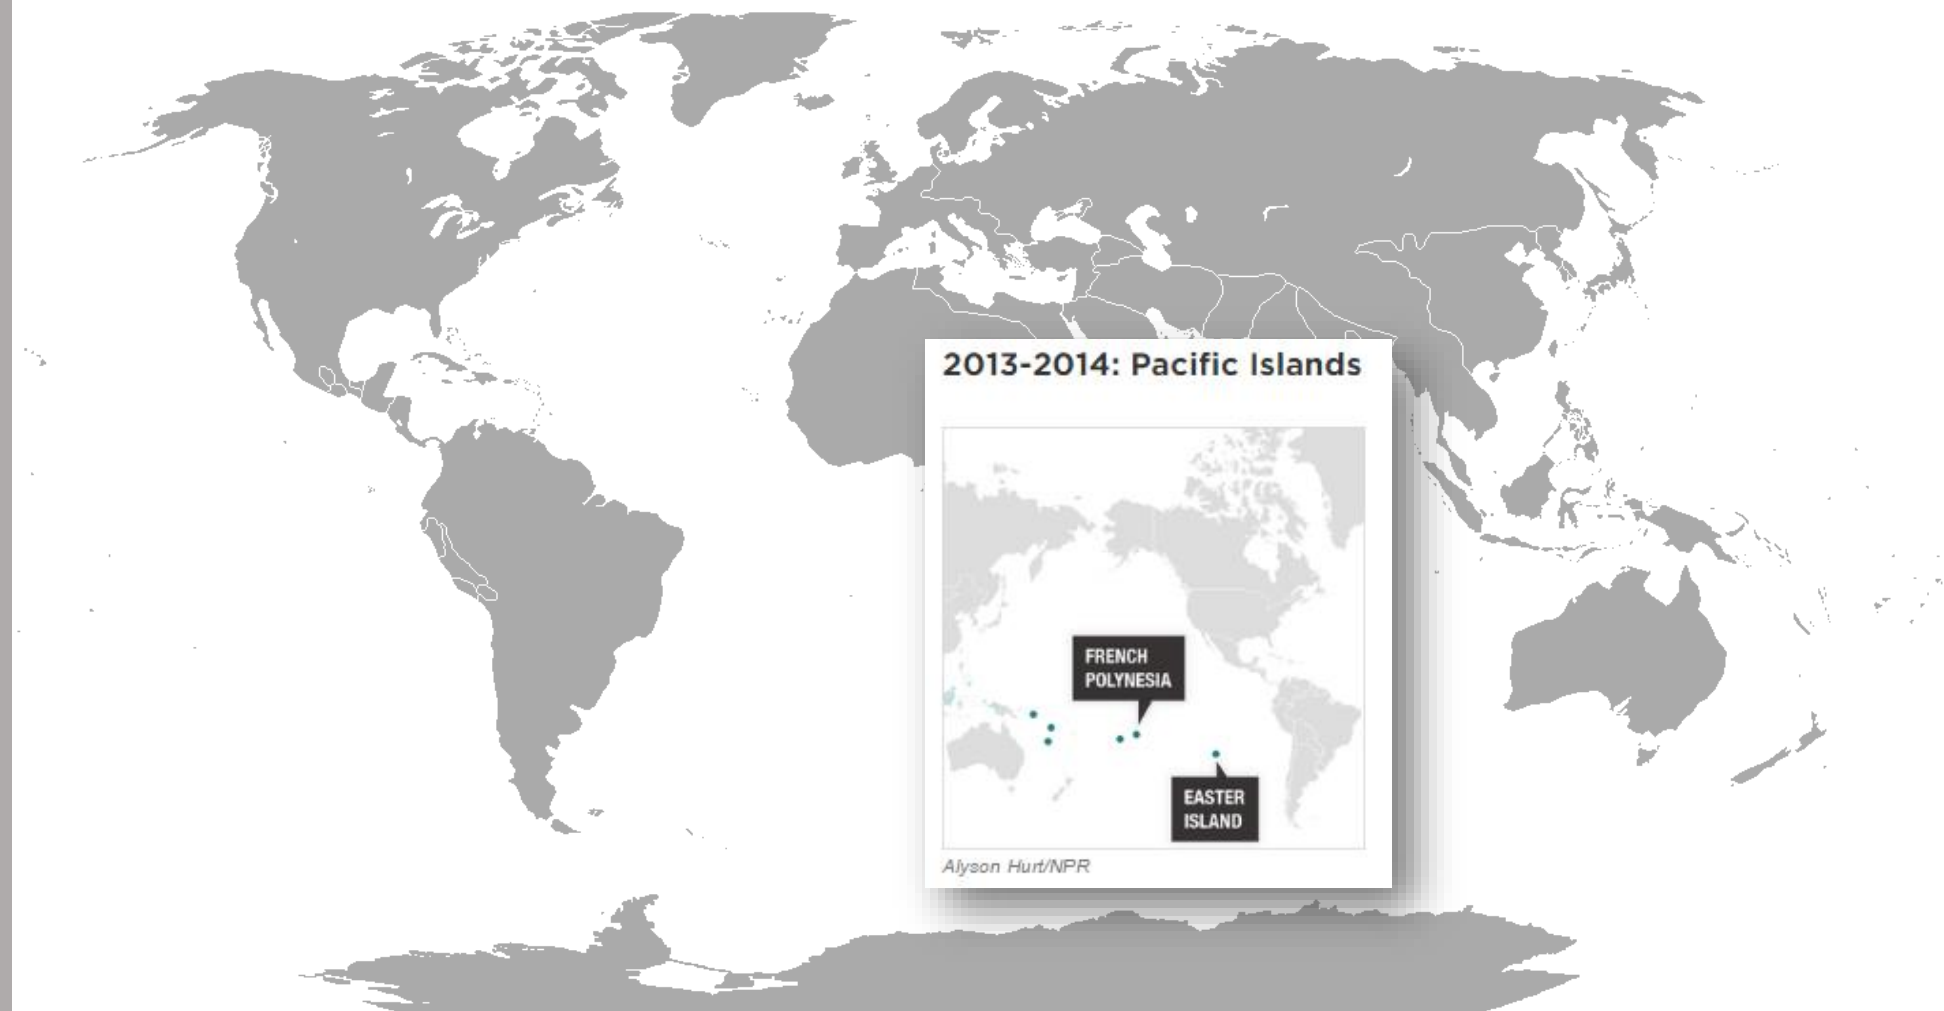 2013-2014: Pacific Islands
FRENCH
POLYNESIA
EASTER
ISLAND
Alyson Hurt/NPR